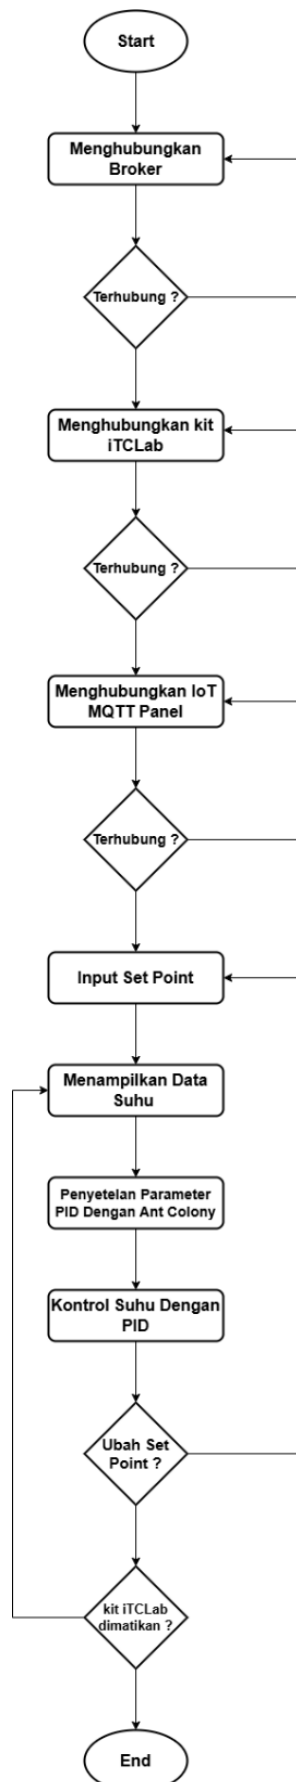 Start
Menghubungkan
Broker
Terhubung ?
Menghubungkan kit
iTCLab
Terhubung ?
Menghubungkan IoT
MQTT Panel
Terhubung ?
Input Set Point
Menampilkan Data
Suhu
Penyetelan Parameter
PID Dengan Ant Colony
Kontrol Suhu Dengan
PID
Ubah Set
Point ?
kit iTCLab
dimatikan ?
End